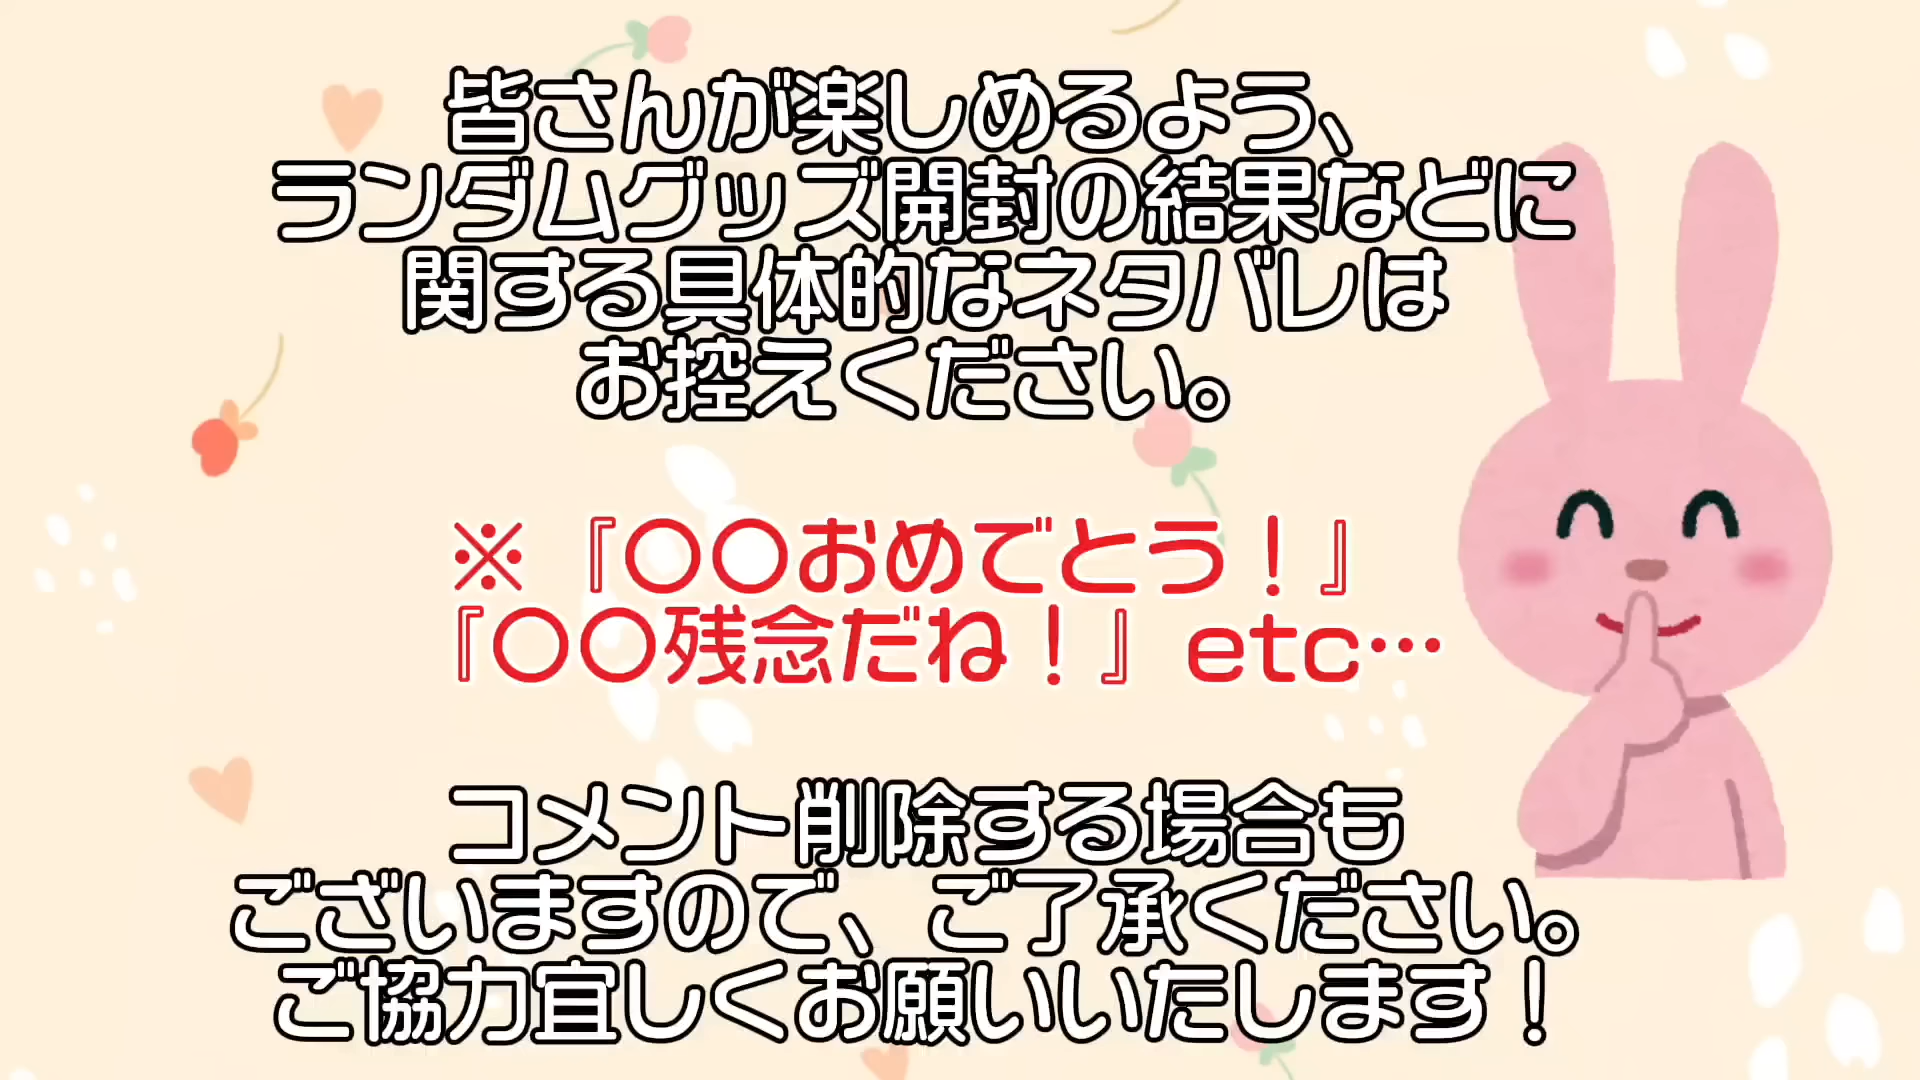 皆さんが楽しめるよう、
ランダムグッズ開封の結果などに
関する具体的なネタバレは
お控えください。
※『〇〇おめでとう！』
『〇〇残念だね！』etc…
コメント削除する場合も
ございますので、ご了承ください。
ご協力宜しくお願いいたします！